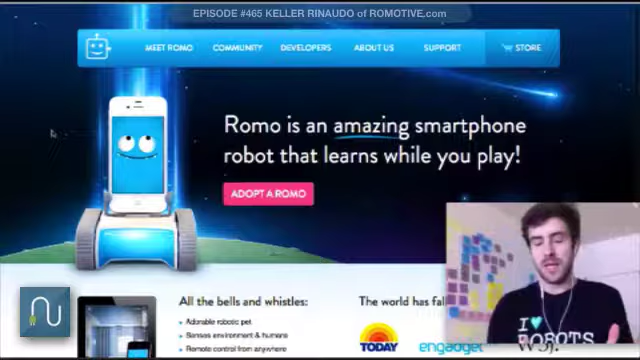 EPISODE #465 KELLER RINAUDO of ROMOTIVE.com
MEET ROMO COMMUNITY DEVELOPERS ABOUT US SUPPORT STORE
Romo is an amazing smartphone
robot that learns while you play!
ADOPT A ROMO
All the bells and whistles:
The world has fal
Adorable robotic pet
Senses environment & humans
Remote control from anywhere
TODAY
engadget
WSJ.
I
ROBOTS